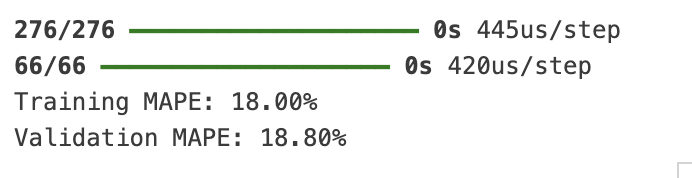 276/276 ━━━━━━━━━━━━━━━━━━━━ 0s 445us/step
66/66 ━━━━━━━━━━━━━━━━━━━━ 0s 420us/step
Training MAPE: 18.00%
Validation MAPE: 18.80%